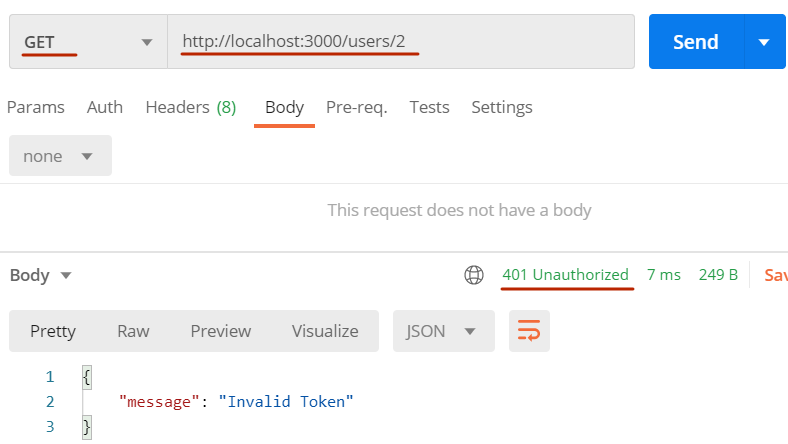 GET http://localhost:3000/users/2 Send
Params Auth Headers (8) Body Pre-req. Tests Settings
none
This request does not have a body
Body 401 Unauthorized 7 ms 249 B Sav
Pretty Raw Preview Visualize JSON
1 {
2 "message": "Invalid Token"
3 }